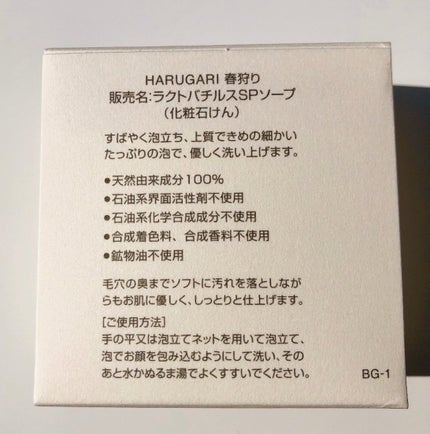 HARUGARI 春狩り
販売名:ラクトバチルスSPソープ
(化粧石けん)
すばやく泡立ち、上質できめの細かい
たっぷりの泡で、優しく洗い上げます。
●天然由来成分100%
●石油系界面活性剤不使用
●石油系化学合成成分不使用
●合成着色料、合成香料不使用
●鉱物油不使用
毛穴の奥までソフトに汚れを落としなが
らもお肌に優しく、しっとりと仕上げます。
[ご使用方法]
手の平又は泡立てネットを用いて泡立て、
泡でお顔を包み込むようにして洗い、その
あと水かぬるま湯でよくすすいでください。
BG-1